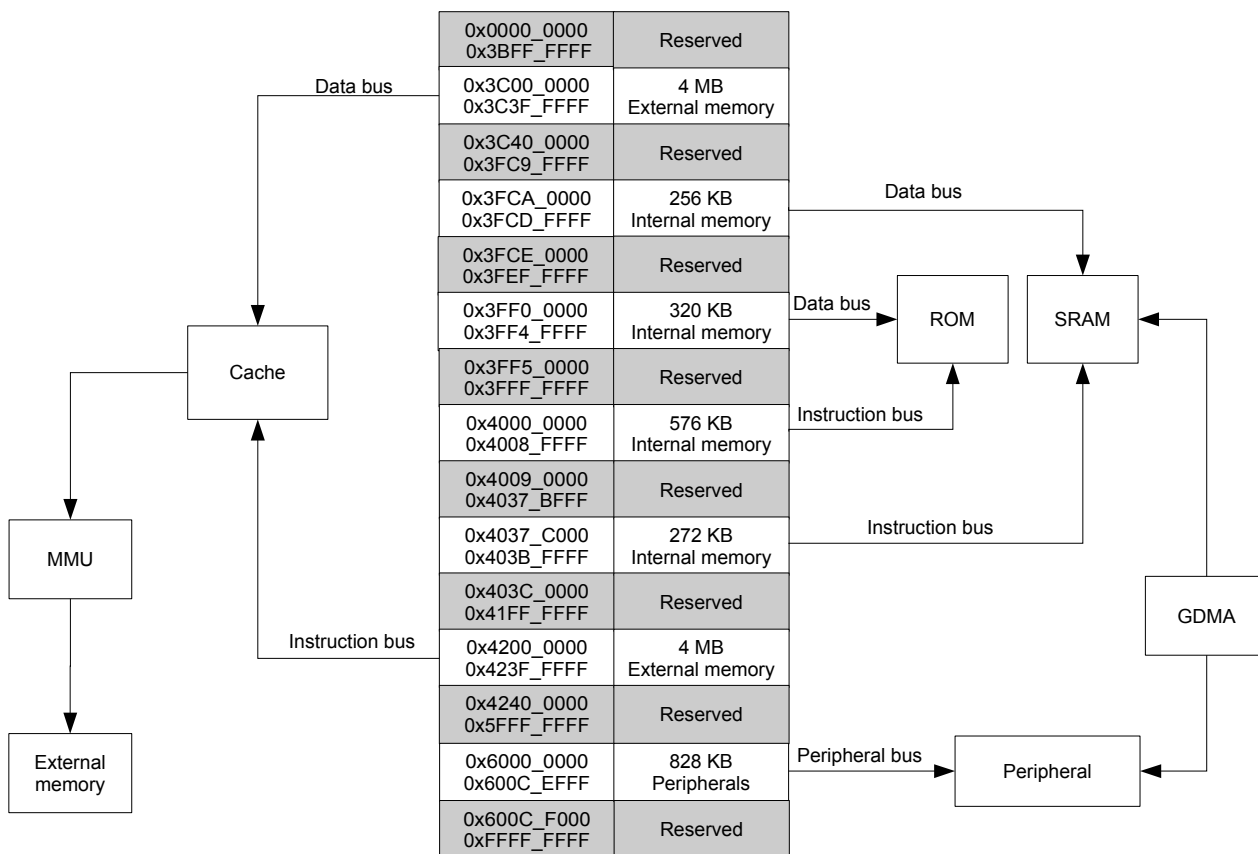 0x0000_0000
0x3BFF_FFFF
Reserved
Data bus
0x3C00_0000
0x3C3F_FFFF
4 MB
External memory
0x3C40_0000
0x3FC9_FFFF
Reserved
0x3FCA_0000
0x3FCD_FFFF
256 KB
Internal memory
Data bus
0x3FCE_0000
0x3FEF_FFFF
Reserved
0x3FF0_0000
0x3FF4_FFFF
320 KB
Internal memory
Data bus
ROM
SRAM
Cache
0x3FF5_0000
0x3FFF_FFFF
Reserved
0x4000_0000
0x4008_FFFF
576 KB
Internal memory
Instruction bus
0x4009_0000
0x4037_BFFF
Reserved
MMU
0x4037_C000
0x403B_FFFF
272 KB
Internal memory
Instruction bus
0x403C_0000
0x41FF_FFFF
Reserved
GDMA
Instruction bus
0x4200_0000
0x423F_FFFF
4 MB
External memory
0x4240_0000
0x5FFF_FFFF
Reserved
External
memory
0x6000_0000
0x600C_EFFF
828 KB
Peripherals
Peripheral bus
Peripheral
0x600C_F000
0xFFFF_FFFF
Reserved